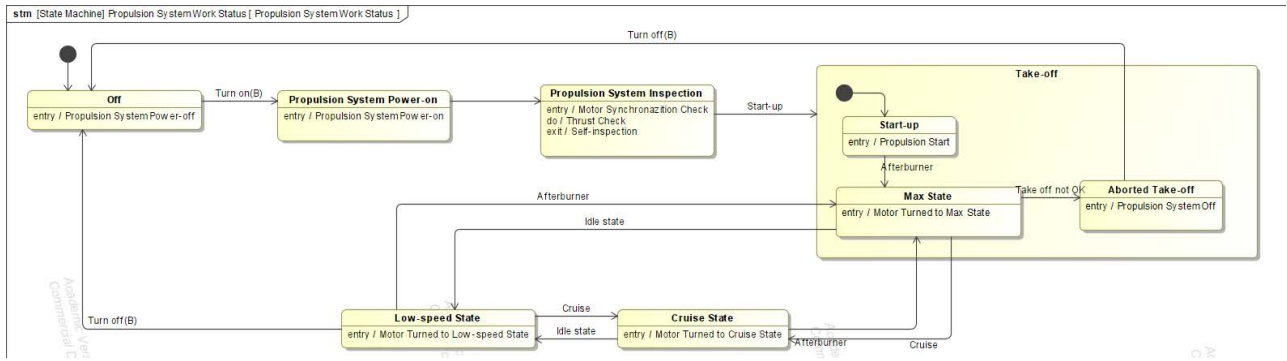 stm [State Machine] Propulsion System Work Status [ Propulsion System Work Status ]
Turn off(B)
Off
entry / Propulsion System Power-off
Turn on(B)
Propulsion System Power-on
entry / Propulsion System Power-on
Propulsion System Inspection
entry / Motor Synchronazition Check
do / Thrust Check
exit / Self-inspection
Start-up
Take-off
Start-up
entry / Propulsion Start
Afterburner
Max State
entry / Motor Turned to Max State
Take off not OK
Aborted Take-off
entry / Propulsion System Off
Afterburner
Idle state
Turn off(B)
Low-speed State
entry / Motor Turned to Low-speed State
Cruise
Idle state
Cruise State
entry / Motor Turned to Cruise State
Afterburner
Cruise